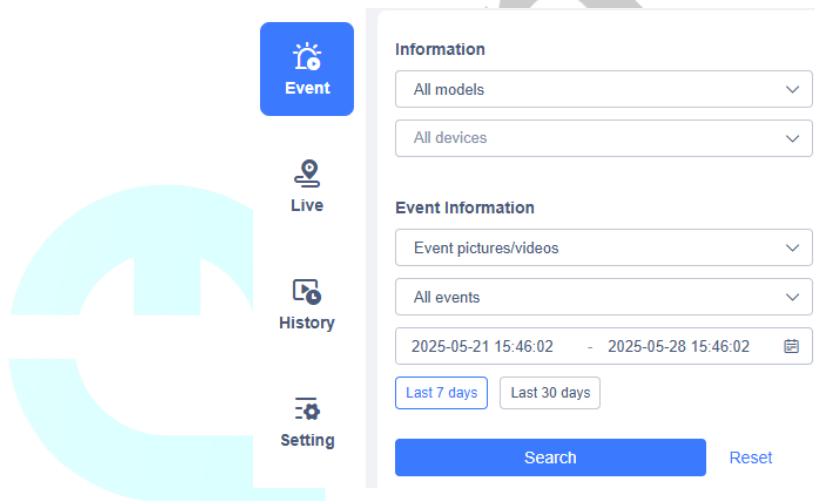 Event
Live
History
Setting
Information
All models
All devices
Event Information
Event pictures/videos
All events
2025-05-21 15:46:02 - 2025-05-28 15:46:02
Last 7 days Last 30 days
Search Reset